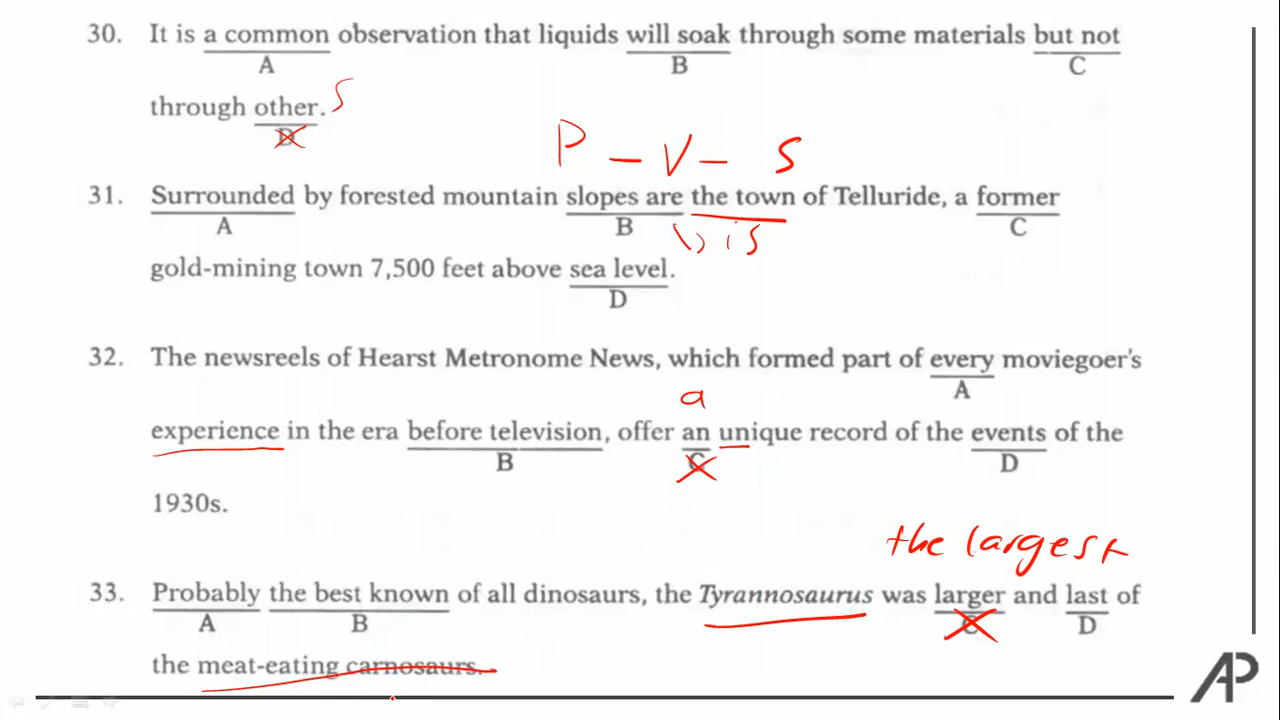 30. It is a common observation that liquids will soak through some materials but not
A B C
through other. s
D
P - V - S
31. Surrounded by forested mountain slopes are the town of Telluride, a former
A B is C
gold-mining town 7,500 feet above sea level.
D
32. The newsreels of Hearst Metronome News, which formed part of every moviegoer's
a A
experience in the era before television, offer an unique record of the events of the
B C D
1930s.
the largest
33. Probably the best known of all dinosaurs, the Tyrannosaurus was larger and last of
A B C D
the meat-eating carnosaurs.
AP